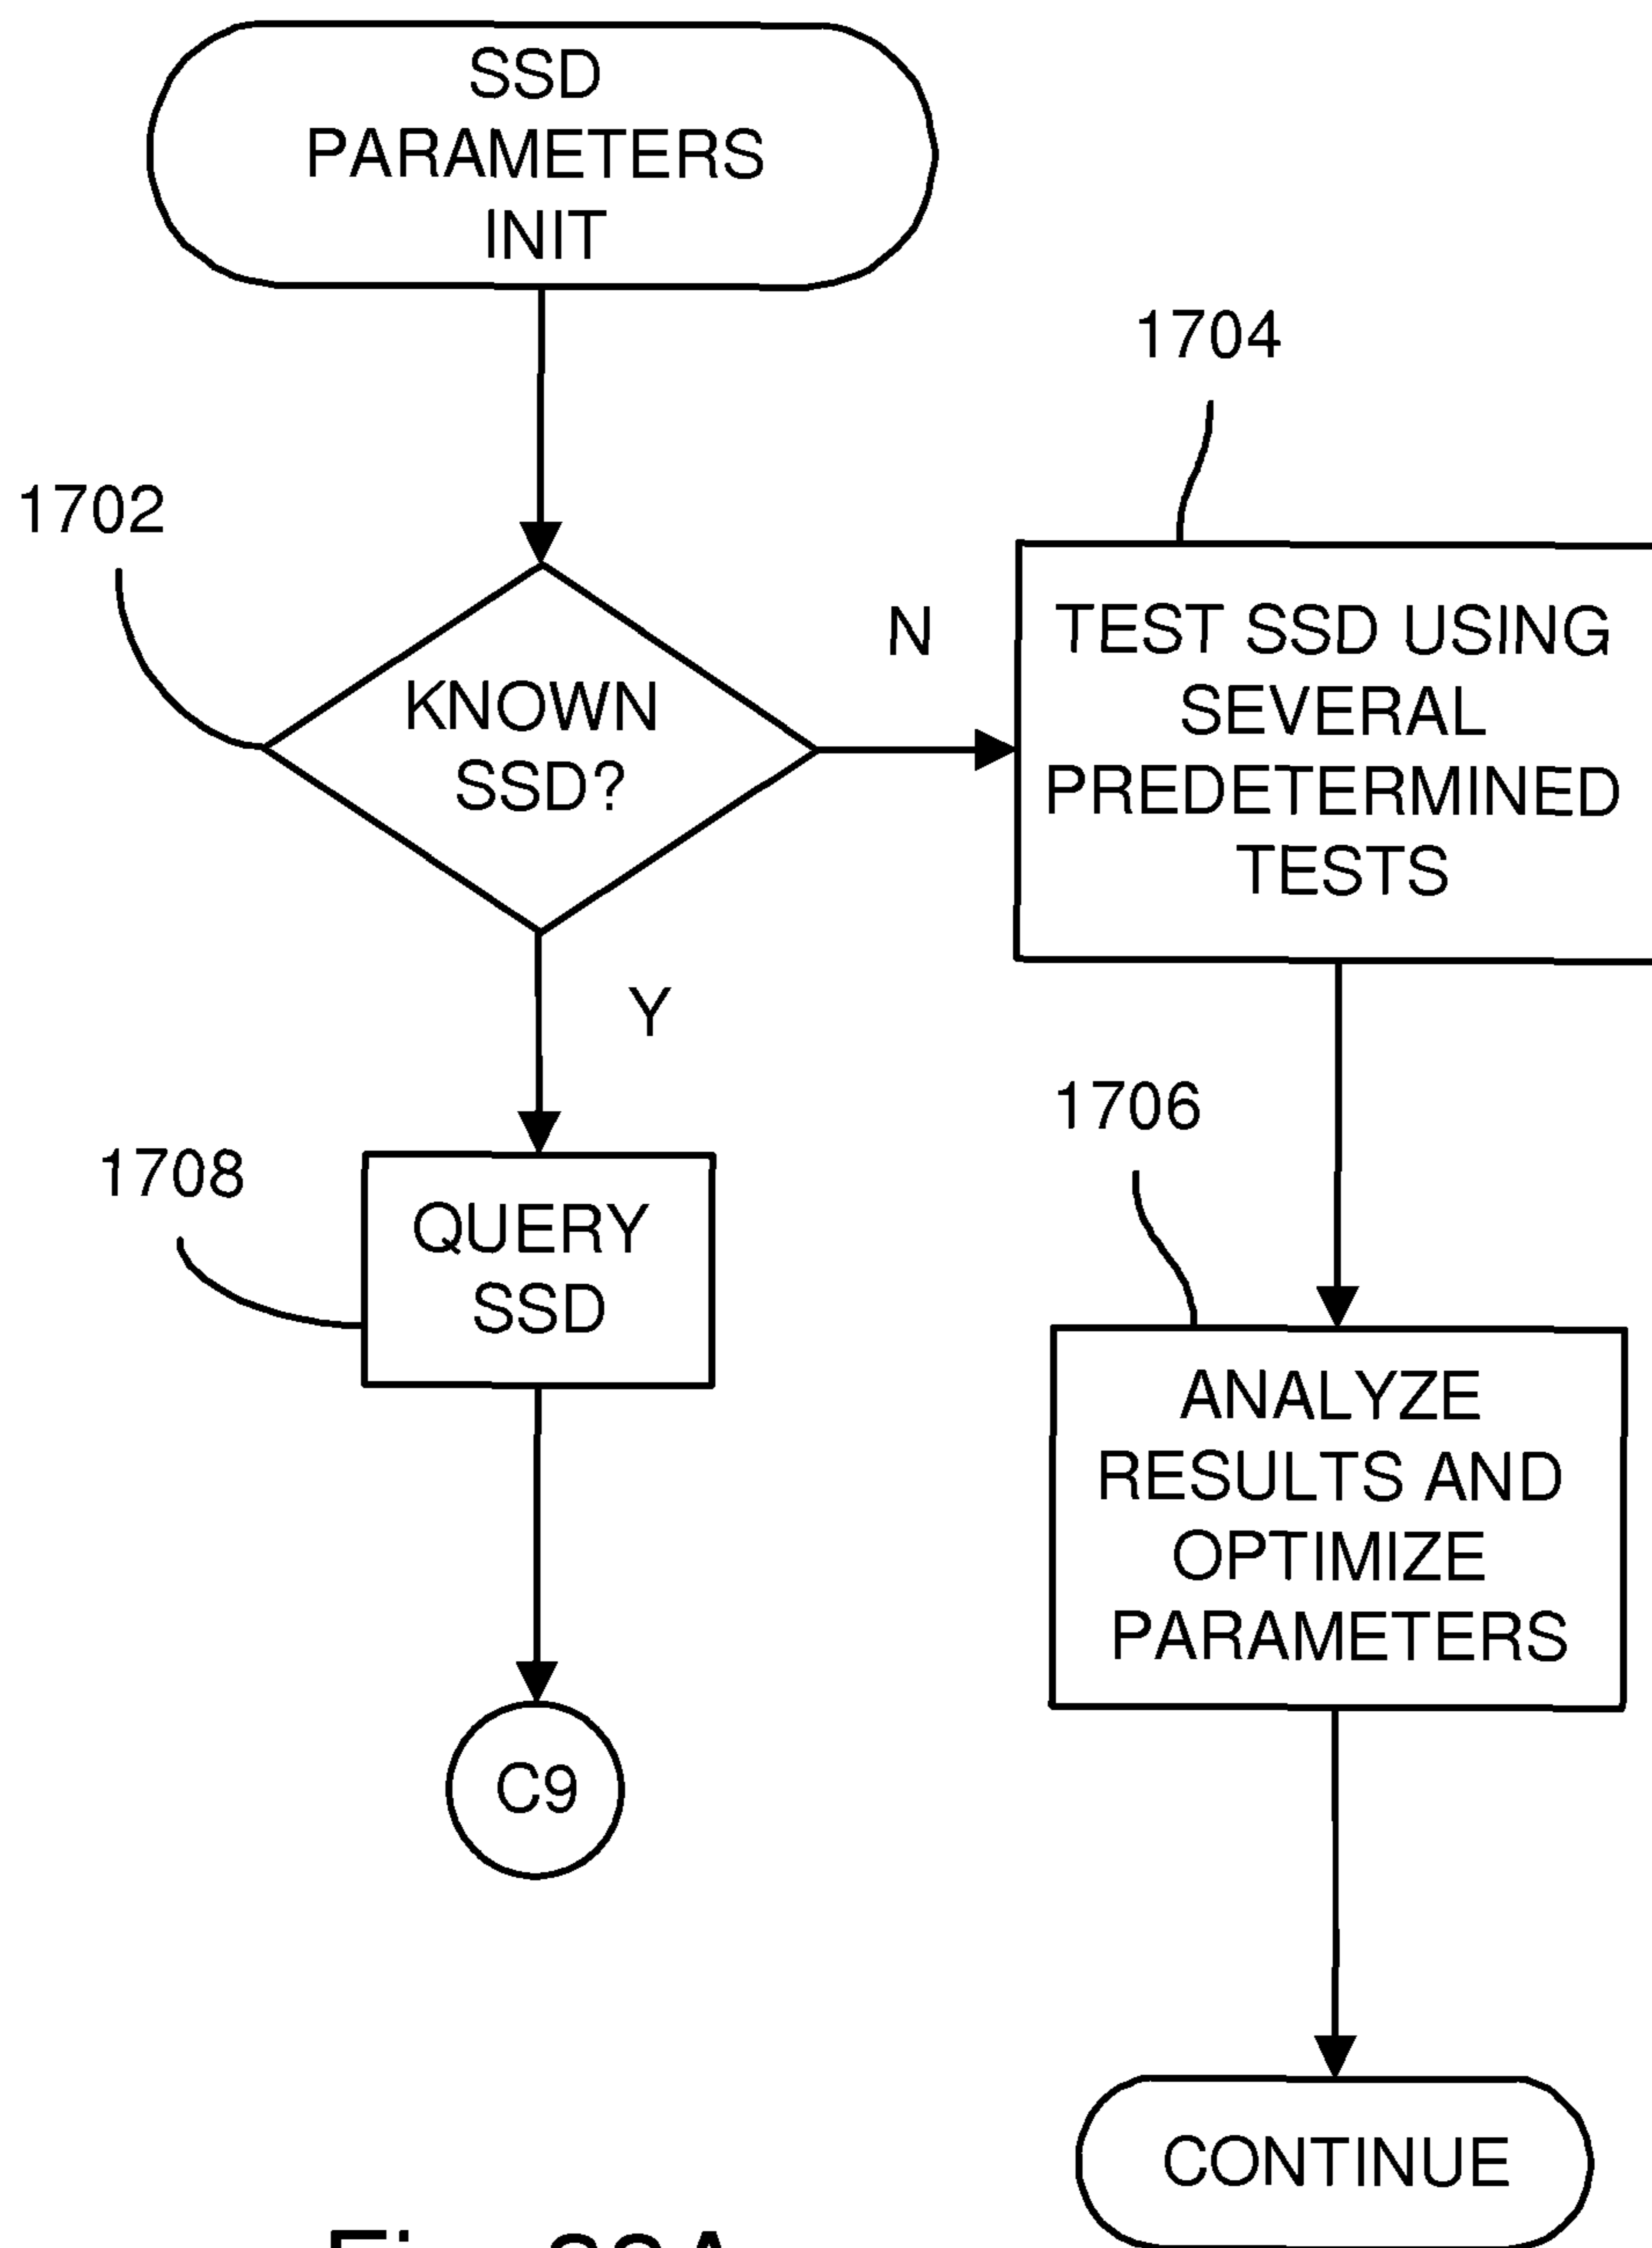 SSD
PARAMETERS
INIT
1704
1702
N
KNOWN
SSD?
TEST SSD USING
SEVERAL
PREDETERMINED
TESTS
Y
1706
1708
QUERY
SSD
ANALYZE
RESULTS AND
OPTIMIZE
PARAMETERS
C9
CONTINUE